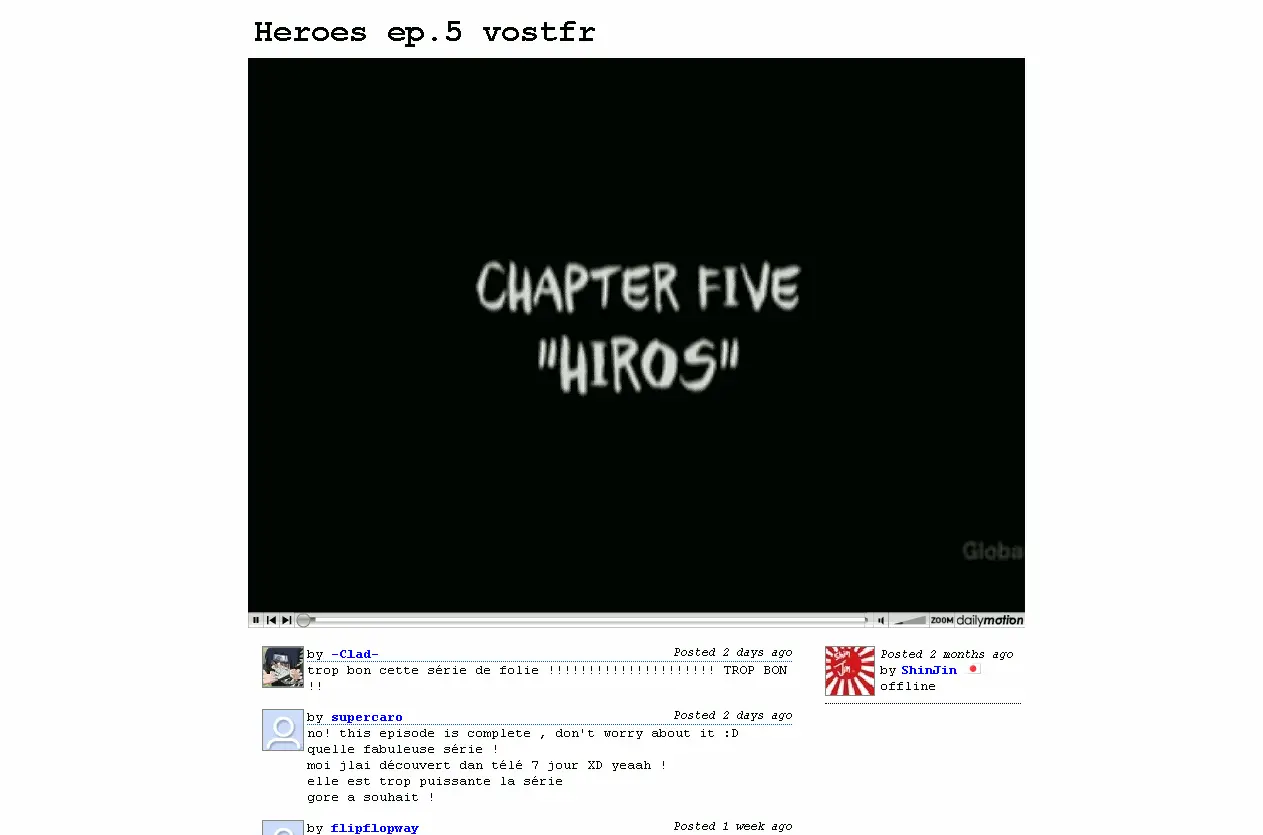 Heroes ep.5 vostfr
CHAPTER FIVE
"HIROS"
Globa
ZOOM dailymotion
by -Clad- Posted 2 days ago
trop bon cette série de folie !!!!!!!!!!!!!!!!!!!!! TROP BON
!!
by supercaro Posted 2 days ago
no! this episode is complete , don't worry about it :D
quelle fabuleuse série !
moi jlai découvert dan télé 7 jour XD yeaah !
elle est trop puissante la série
gore a souhait !
by flipflopway Posted 1 week ago
Posted 2 months ago
by ShinJin
offline